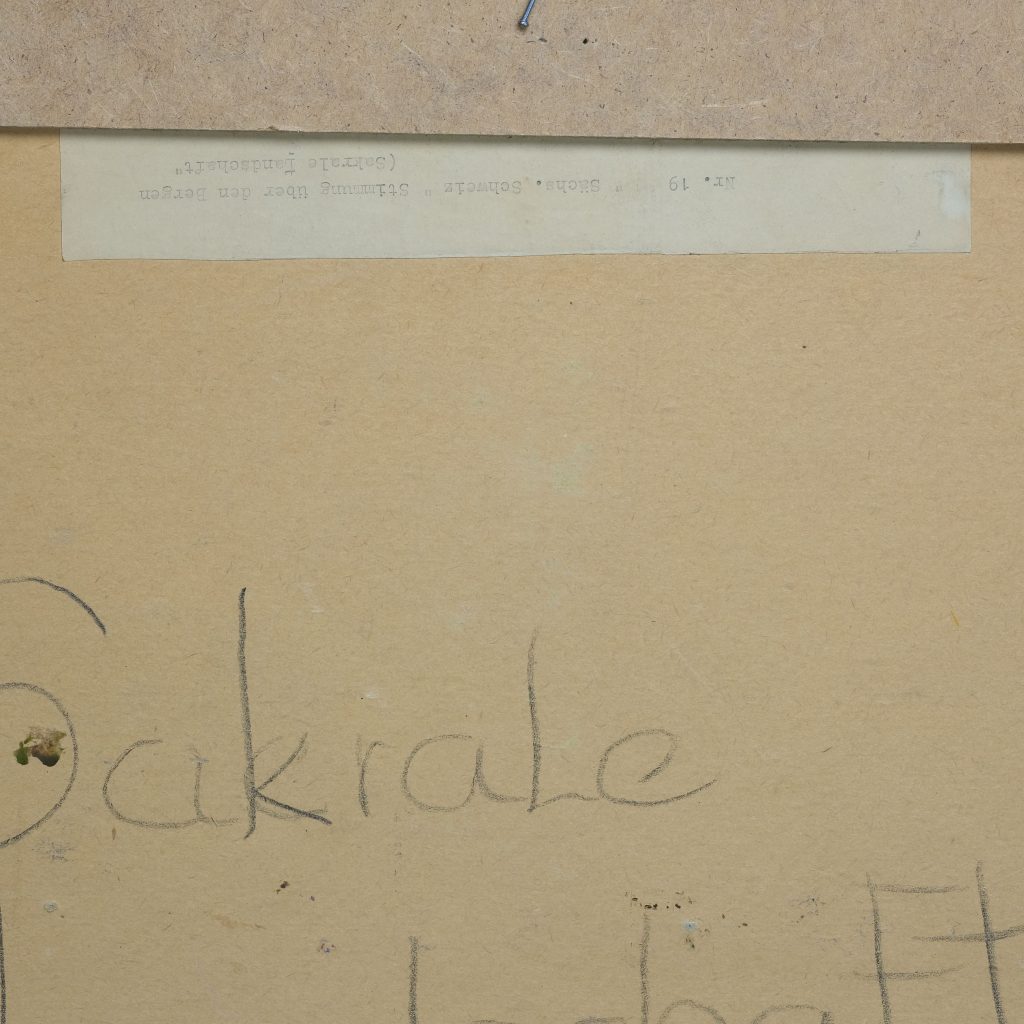 Nr. 19 " Sächs. Schweiz " Stimmung über den Bergen
(Sakrale Landschaft"
Sakrale